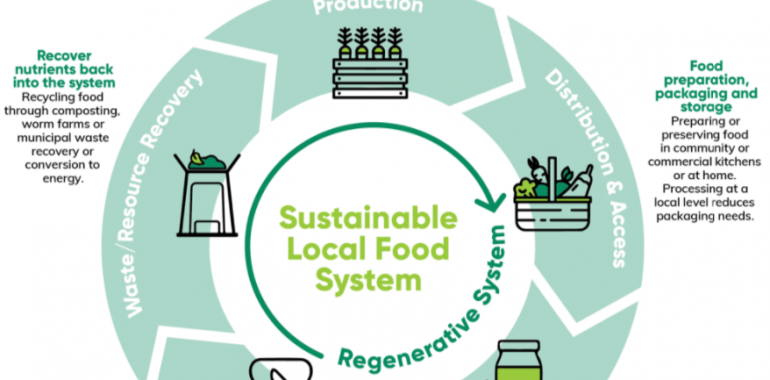 Production
Recover
nutrients back
into the system
Recycling food
through composting,
worm farms or
municipal waste
recovery or
conversion to
energy.
Waste/Resource Recovery
Distribution & Access
Food
preparation,
packaging and
storage
Preparing or
preserving food
in community or
commercial kitchens
or at home.
Processing at a
local level reduces
packaging needs.
Sustainable
Local Food
System
Regenerative System